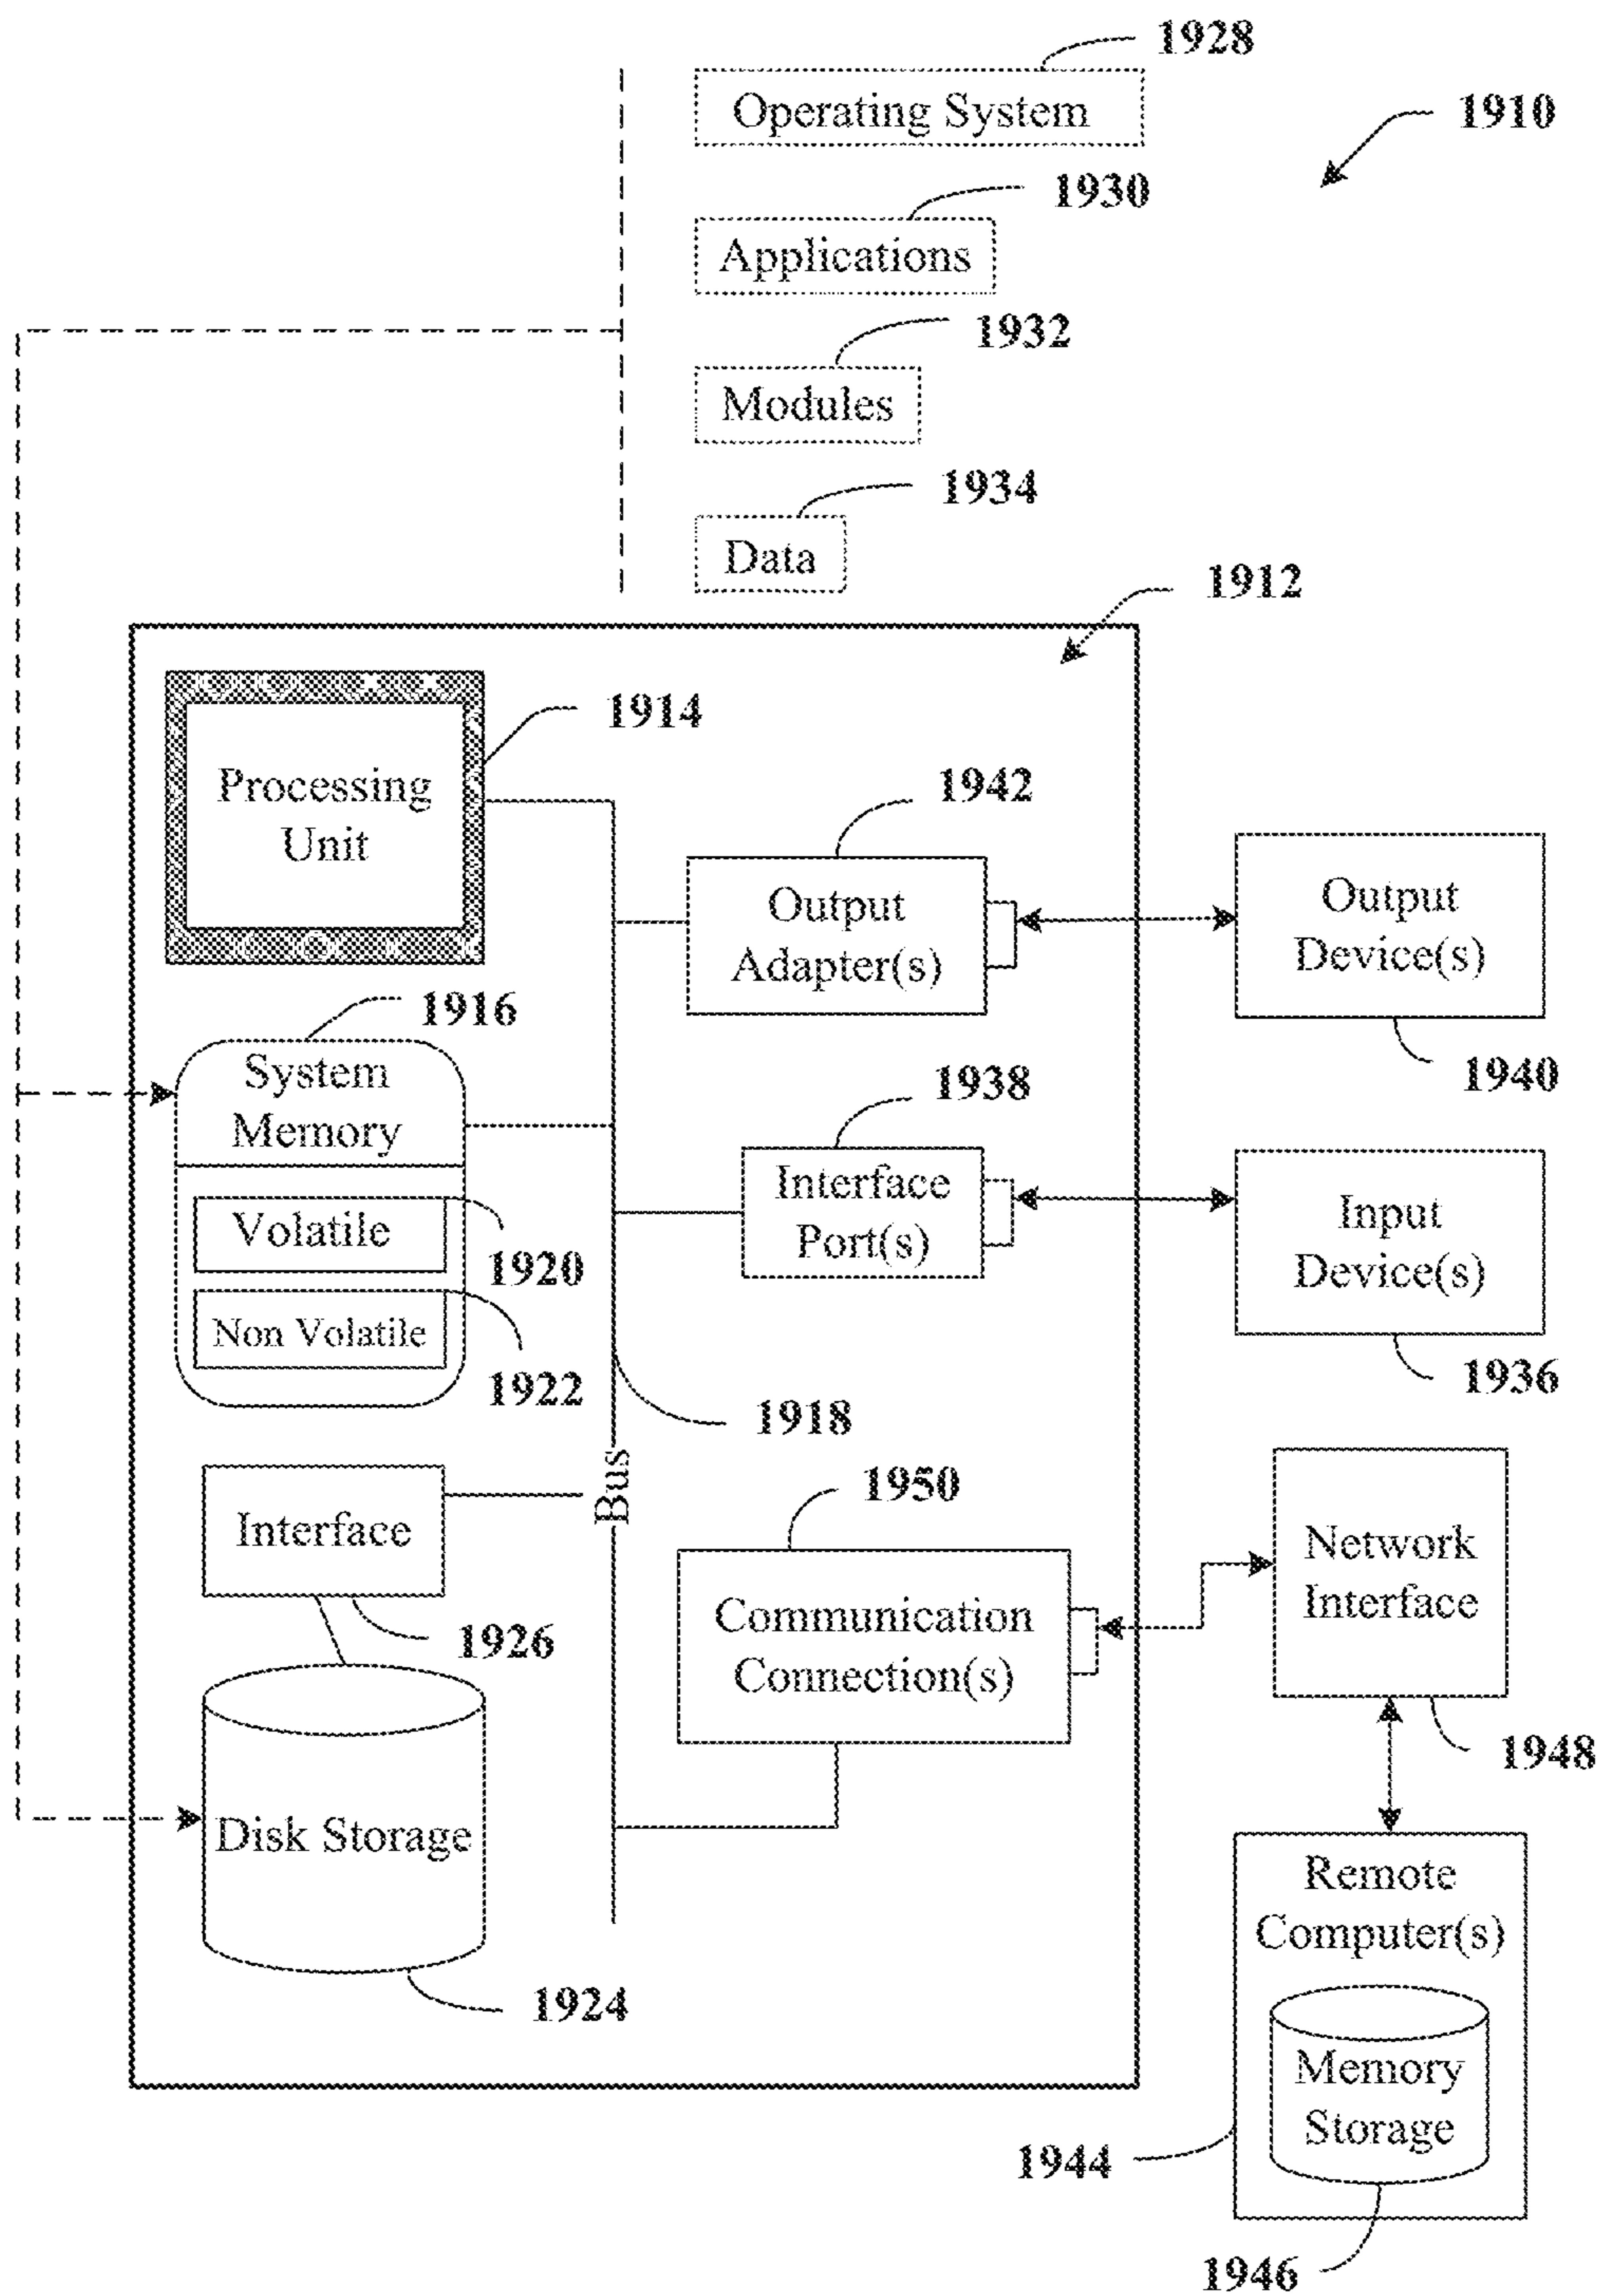 1928
Operating System
1910
1930
Applications
1932
Modules
1934
Data
1912
1914
Processing
Unit
1942
Output
Adapter(s)
Output
Device(s)
1940
1916
System
Memory
1938
Interface
Port(s)
Input
Device(s)
1936
Volatile
1920
Non Volatile
1922
1918
Bus
1950
Interface
1926
Communication
Connection(s)
Network
Interface
1948
Disk Storage
1924
Remote
Computer(s)
Memory
Storage
1944
1946